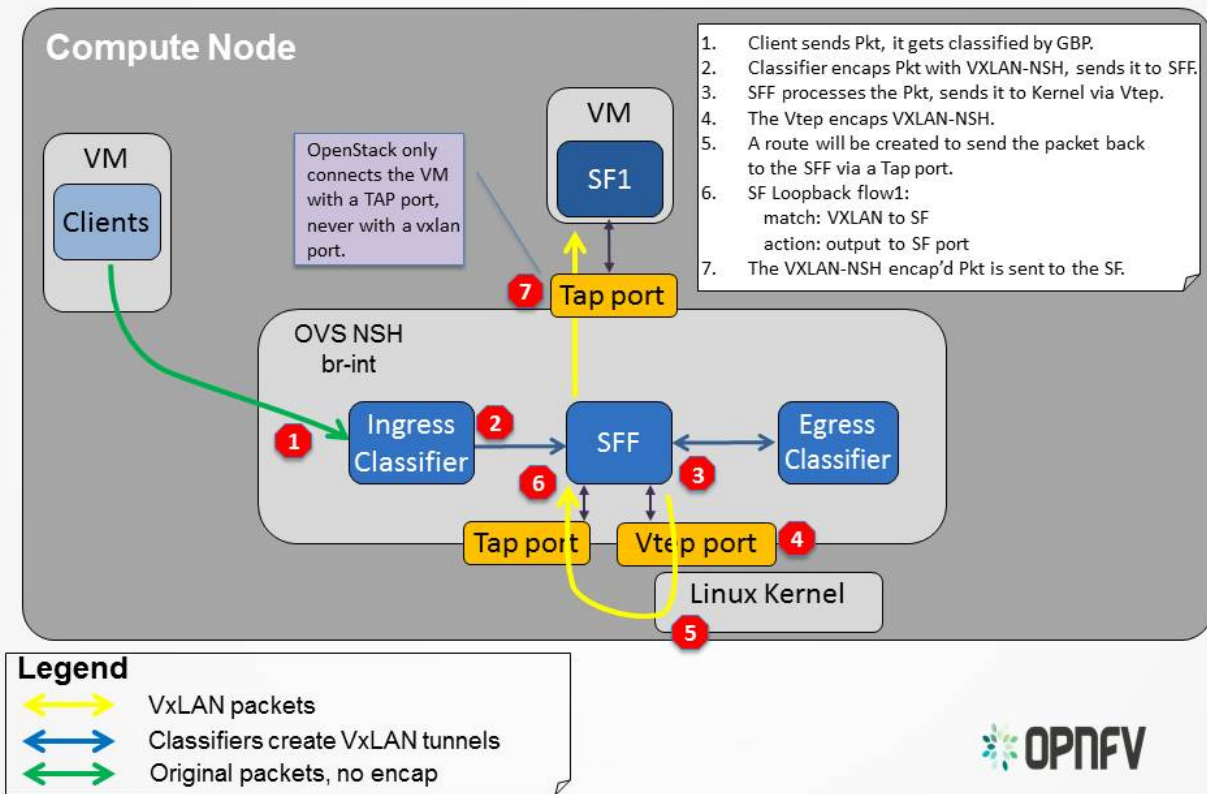 Compute Node
1. Client sends Pkt, it gets classified by GBP.
2. Classifier encaps Pkt with VXLAN-NSH, sends it to SFF.
3. SFF processes the Pkt, sends it to Kernel via Vtep.
4. The Vtep encaps VXLAN-NSH.
5. A route will be created to send the packet back
to the SFF via a Tap port.
6. SF Loopback flow1:
match: VXLAN to SF
action: output to SF port
7. The VXLAN-NSH encap’d Pkt is sent to the SF.
VM
Clients
OpenStack only
connects the VM
with a TAP port,
never with a vxlan
port.
VM
SF1
7
Tap port
OVS NSH
br-int
1
Ingress
Classifier
2
SFF
6
3
Egress
Classifier
Tap port
Vtep port
4
Linux Kernel
5
Legend
VxLAN packets
Classifiers create VxLAN tunnels
Original packets, no encap
OPNFV